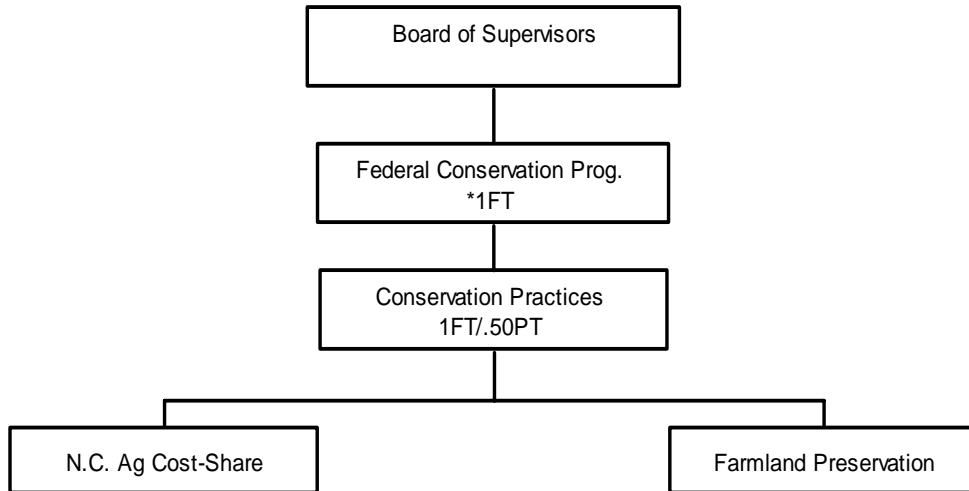 Board of Supervisors
Federal Conservation Prog.
*1FT
Conservation Practices
1FT/.50PT
N.C. Ag Cost-Share
Farmland Preservation